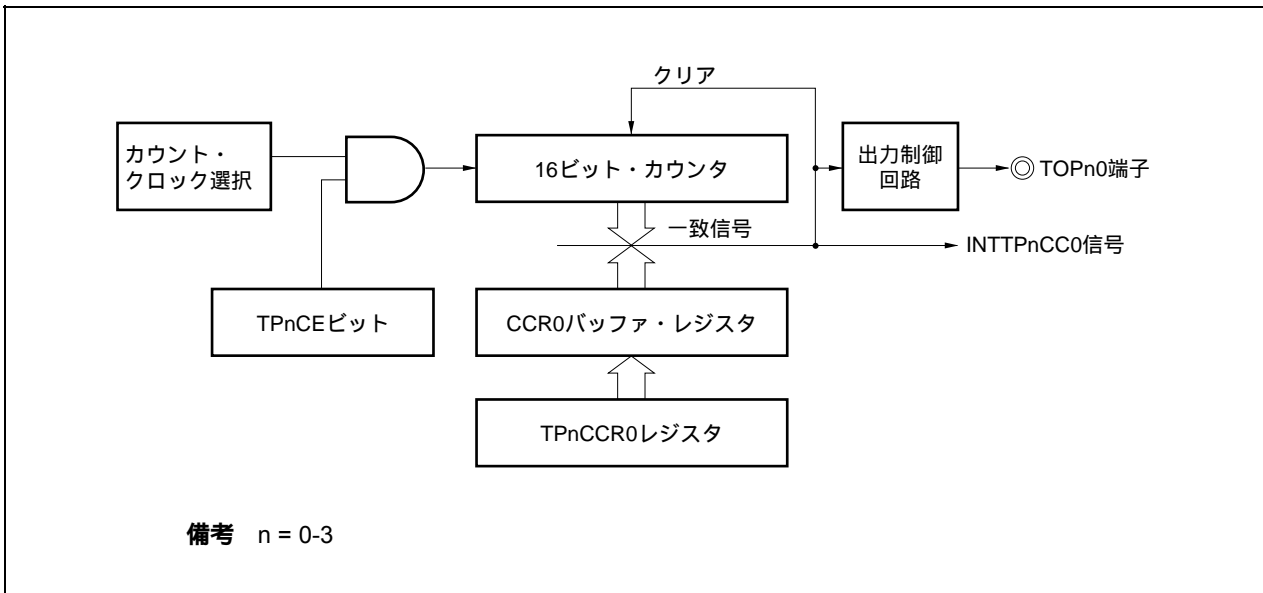 クリア
カウント・
クロック選択
16ビット・カウンタ
出力制御
回路
TOPn0端子
一致信号
INTTPnCC0信号
TPnCEビット
CCR0バッファ・レジスタ
TPnCCR0レジスタ
備考 n = 0-3